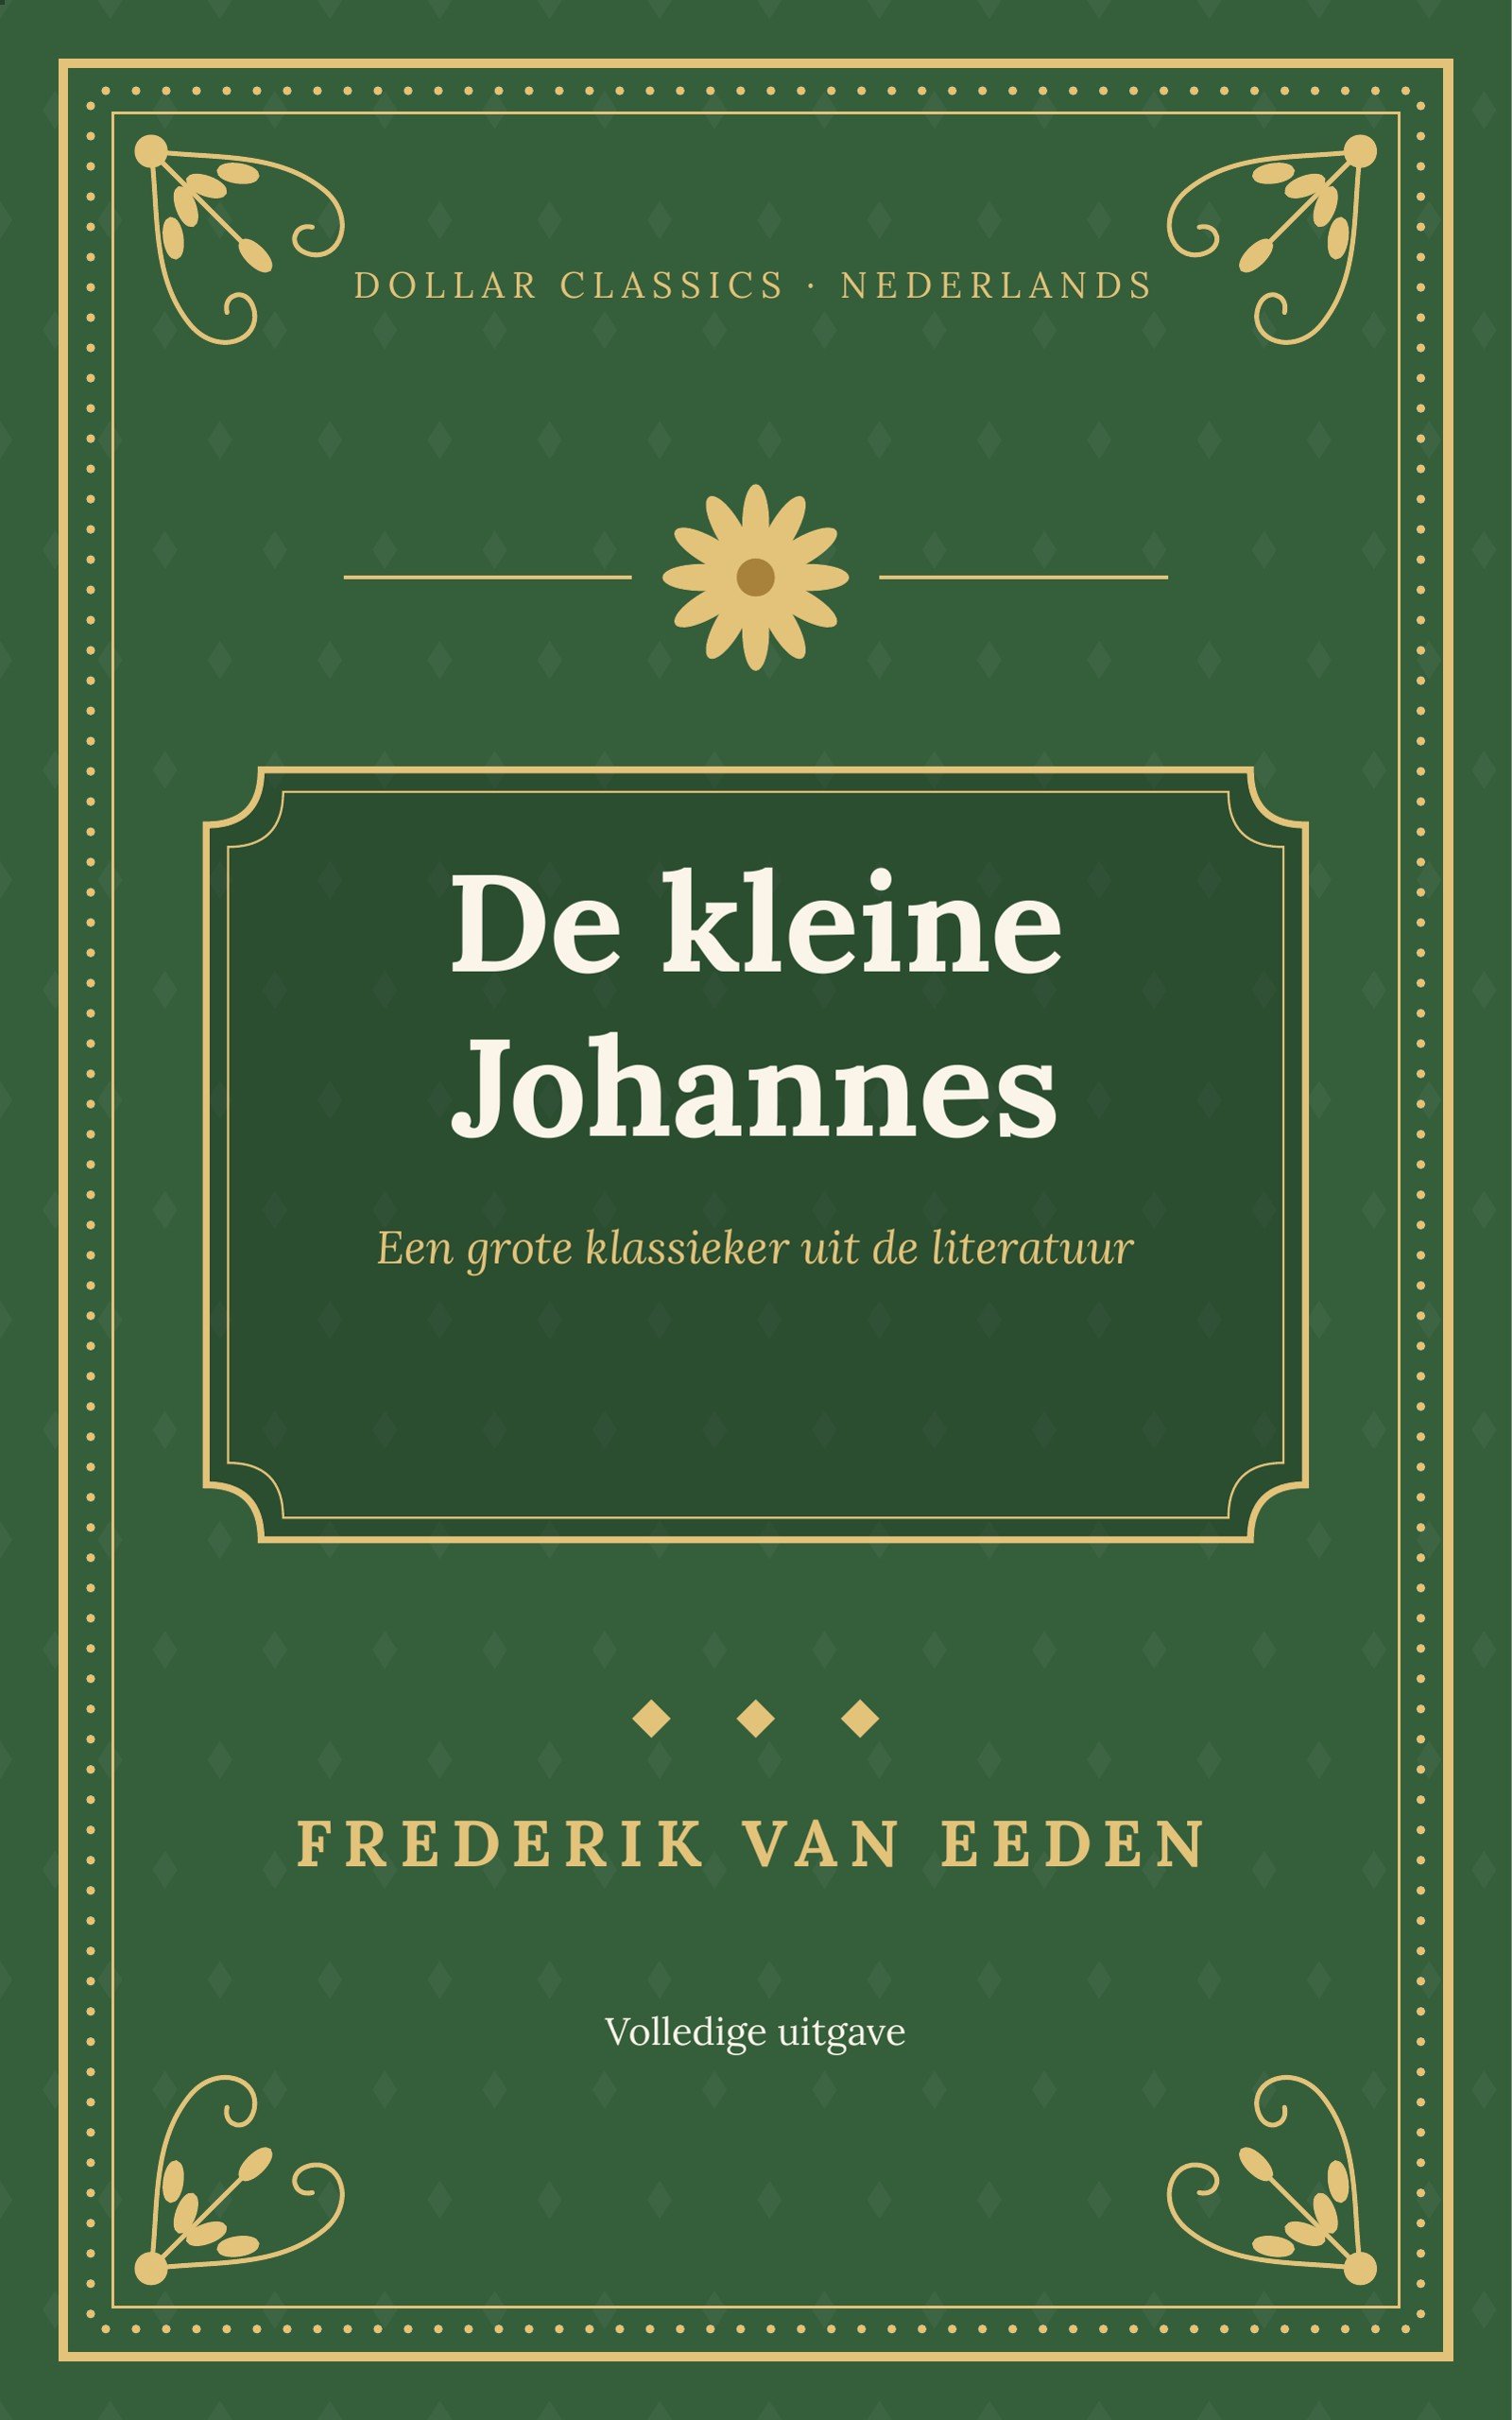 DOLLAR CLASSICS · NEDERLANDS
De kleine
Johannes
Een grote klassieker uit de literatuur
FREDERIK VAN EEDEN
Volledige uitgave